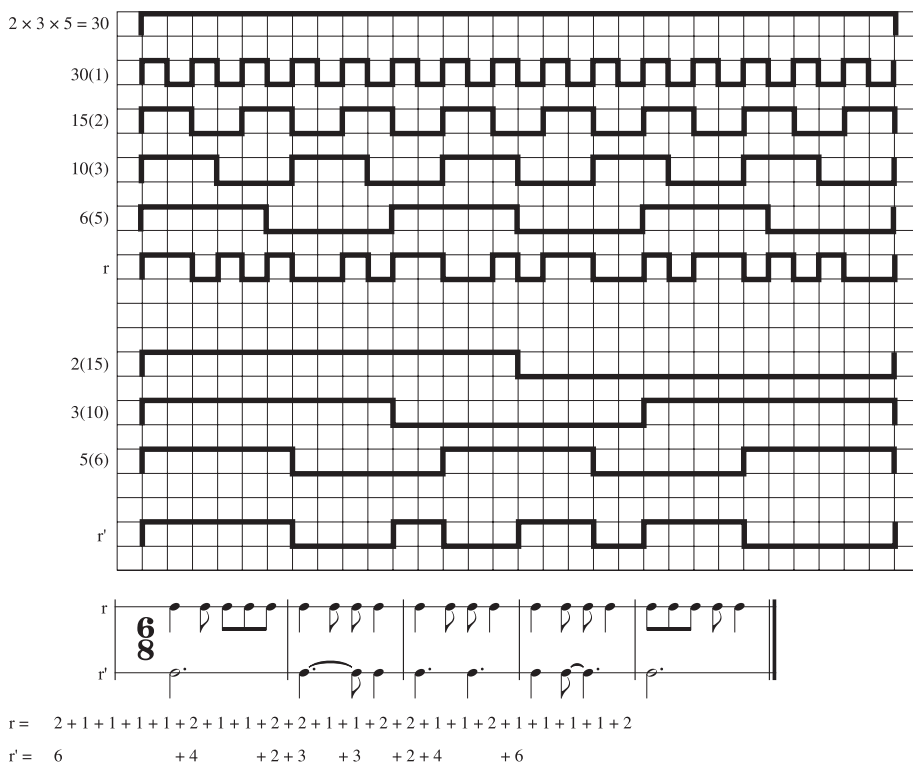 2 × 3 × 5 = 30
30(1)
15(2)
10(3)
6(5)
r
2(15)
3(10)
5(6)
r'
r
6
8
r'
r = 2 + 1 + 1 + 1 + 1 + 2 + 1 + 1 + 2 + 2 + 1 + 1 + 2 + 2 + 1 + 1 + 2 + 1 + 1 + 1 + 1 + 2
r' = 6 + 4 + 2 + 3 + 3 + 2 + 4 + 6